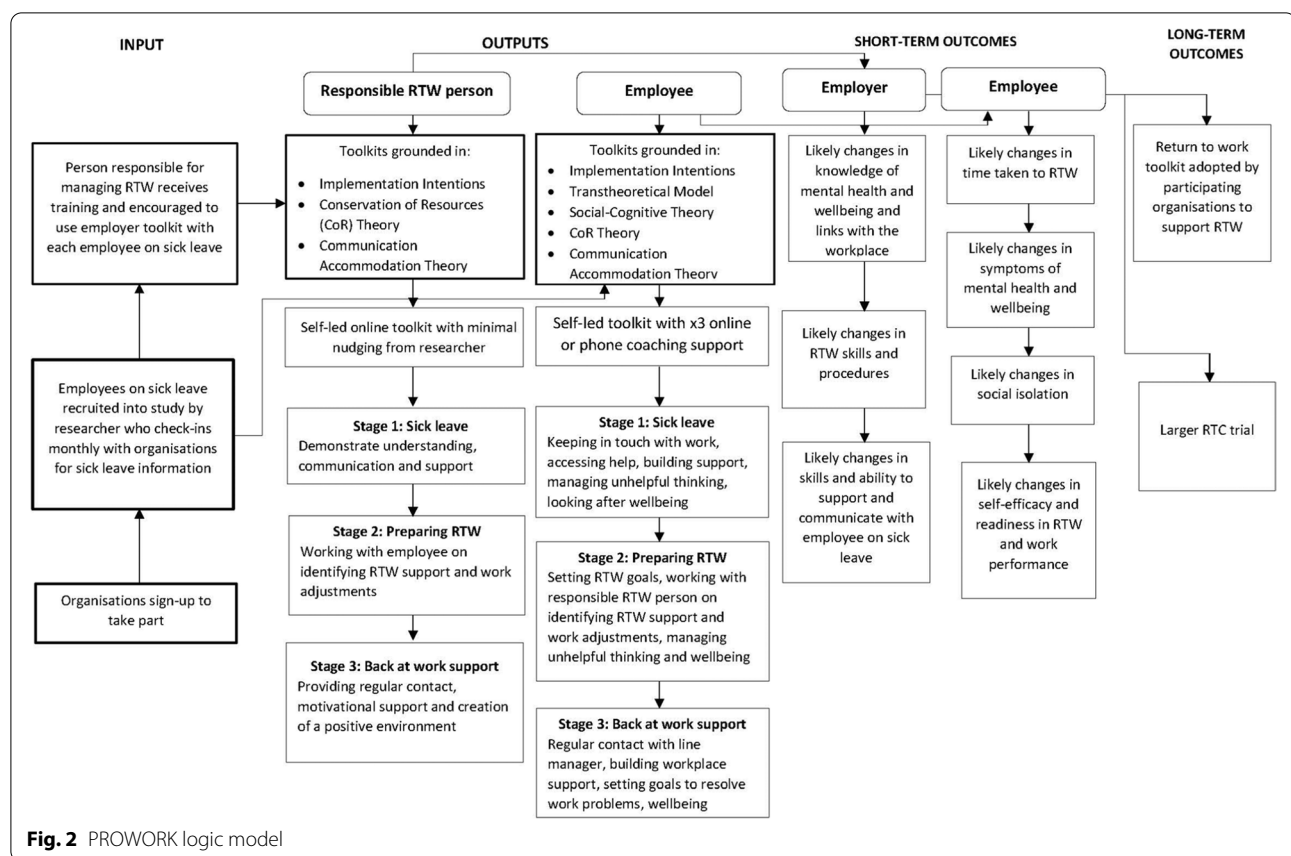 INPUT
OUTPUTS
SHORT-TERM OUTCOMES
LONG-TERM
OUTCOMES
Responsible RTW person
Employee
Employer
Employee
Person responsible for
managing RTW receives
training and encouraged to
use employer toolkit with
each employee on sick leave
Employees on sick leave
recruited into study by
researcher who check-ins
monthly with organisations
for sick leave information
Organisations sign-up to
take part
Toolkits grounded in:
• Implementation Intentions
• Conservation of Resources
(CoR) Theory
• Communication
Accommodation Theory
Self-led online toolkit with minimal
nudging from researcher
Stage 1: Sick leave
Demonstrate understanding,
communication and support
Stage 2: Preparing RTW
Working with employee on
identifying RTW support and work
adjustments
Stage 3: Back at work support
Providing regular contact,
motivational support and creation
of a positive environment
Toolkits grounded in:
• Implementation Intentions
• Transtheoretical Model
• Social-Cognitive Theory
• CoR Theory
• Communication
Accommodation Theory
Self-led toolkit with x3 online
or phone coaching support
Stage 1: Sick leave
Keeping in touch with work,
accessing help, building support,
managing unhelpful thinking,
looking after wellbeing
Stage 2: Preparing RTW
Setting RTW goals, working with
responsible RTW person on
identifying RTW support and
work adjustments, managing
unhelpful thinking and wellbeing
Stage 3: Back at work support
Regular contact with line
manager, building workplace
support, setting goals to resolve
work problems, wellbeing
Likely changes in
knowledge of
mental health and
wellbeing and
links with the
workplace
Likely changes in
RTW skills and
procedures
Likely changes in
skills and ability to
support and
communicate with
employee on sick
leave
Likely changes in
time taken to RTW
Likely changes in
symptoms of
mental health and
wellbeing
Likely changes in
social isolation
Likely changes in
self-efficacy and
readiness in RTW
and work
performance
Return to work
toolkit adopted by
participating
organisations to
support RTW
Larger RTC trial
Fig. 2 PROWORK logic model